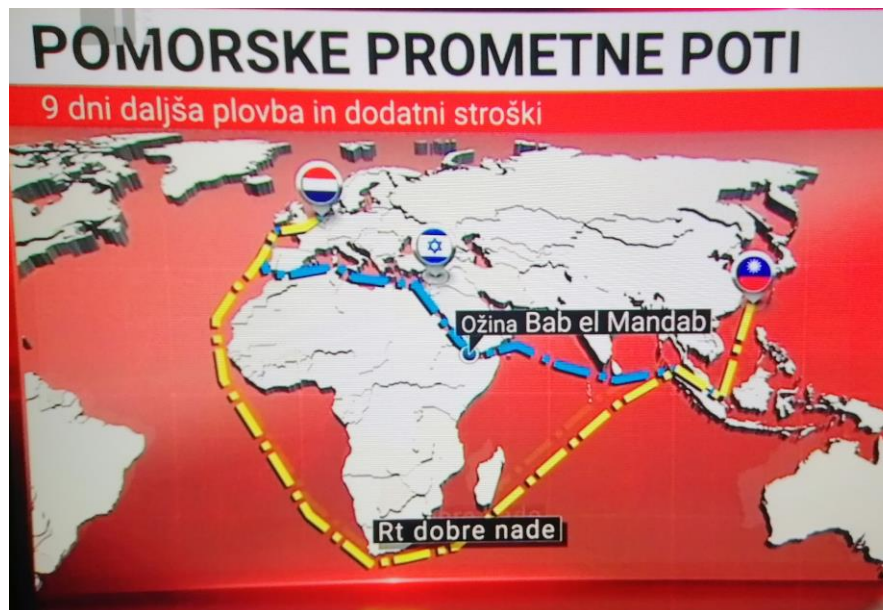 POMORSKE PROMETNE POTI
9 dni daljša plovba in dodatni stroški
Ožina Bab el Mandab
Rt dobre nade